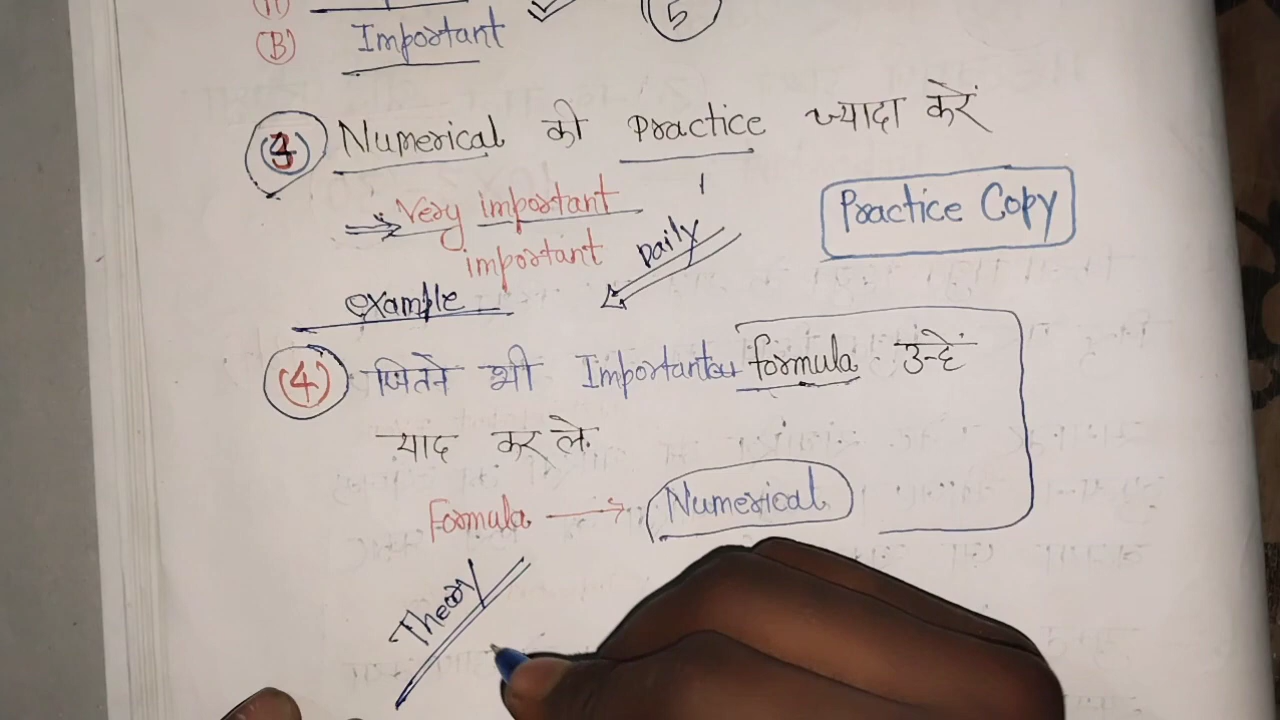 (A)
(B) Important
5
(3) Numerical की Practice ज्यादा करें
⇒ Very important
important
Daily
Practice Copy
example
(4) जितने भी Important formula उन्हें
याद कर ले
Formula → Numerical
Theory